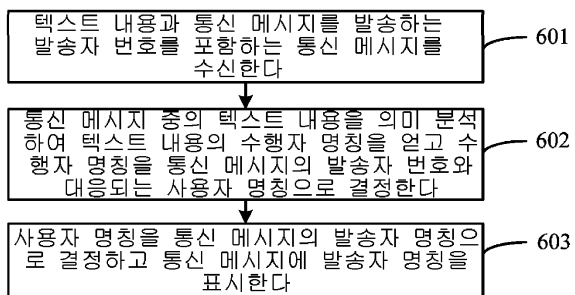 텍스트 내용과 통신 메시지를 발송하는
발송자 번호를 포함하는 통신 메시지를
수신한다
601
통신 메시지 중의 텍스트 내용을 의미 분석
하여 텍스트 내용의 수행자 명칭을 얻고 수
행자 명칭을 통신 메시지의 발송자 번호와
대응되는 사용자 명칭으로 결정한다
602
사용자 명칭을 통신 메시지의 발송자 명칭으
로 결정하고 통신 메시지에 발송자 명칭을
표시한다
603